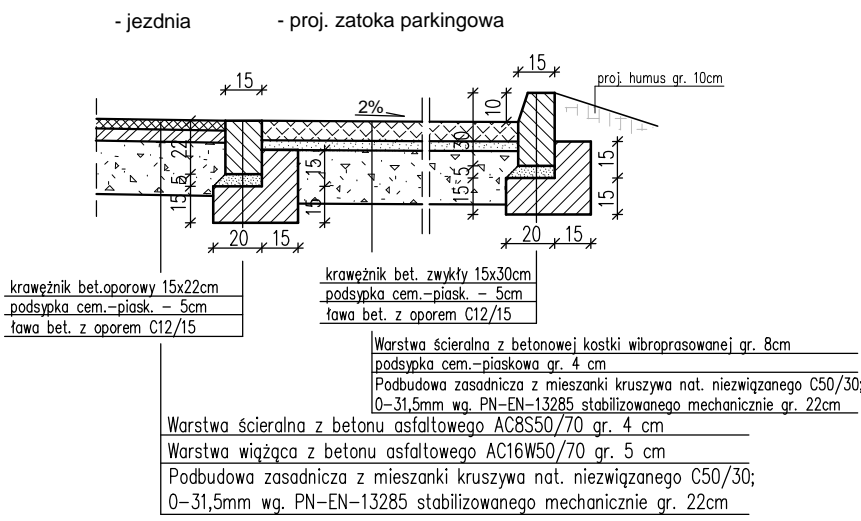 - jezdnia - proj. zatoka parkingowa
15
15
proj. humus gr. 10cm
2%
10
22
5
15
15
15
30
5
15
15
15
20 15
20 15
krawężnik bet.oporowy 15x22cm
podsypka cem.-piask. - 5cm
ława bet. z oporem C12/15
krawężnik bet. zwykły 15x30cm
podsypka cem.-piask. - 5cm
ława bet. z oporem C12/15
Warstwa ścieralna z betonowej kostki wibroprasowanej gr. 8cm
podsypka cem.-piaskowa gr. 4 cm
Podbudowa zasadnicza z mieszanki kruszywa nat. niezwiązanego C50/30;
0-31,5mm wg. PN-EN-13285 stabilizowanego mechanicznie gr. 22cm
Warstwa ścieralna z betonu asfaltowego AC8S50/70 gr. 4 cm
Warstwa wiążąca z betonu asfaltowego AC16W50/70 gr. 5 cm
Podbudowa zasadnicza z mieszanki kruszywa nat. niezwiązanego C50/30;
0-31,5mm wg. PN-EN-13285 stabilizowanego mechanicznie gr. 22cm